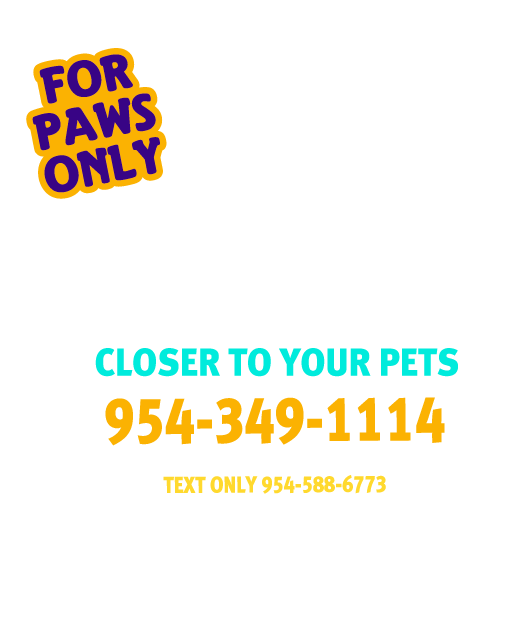 FOR
PAWS
ONLY
CLOSER TO YOUR PETS
954-349-1114
TEXT ONLY 954-588-6773